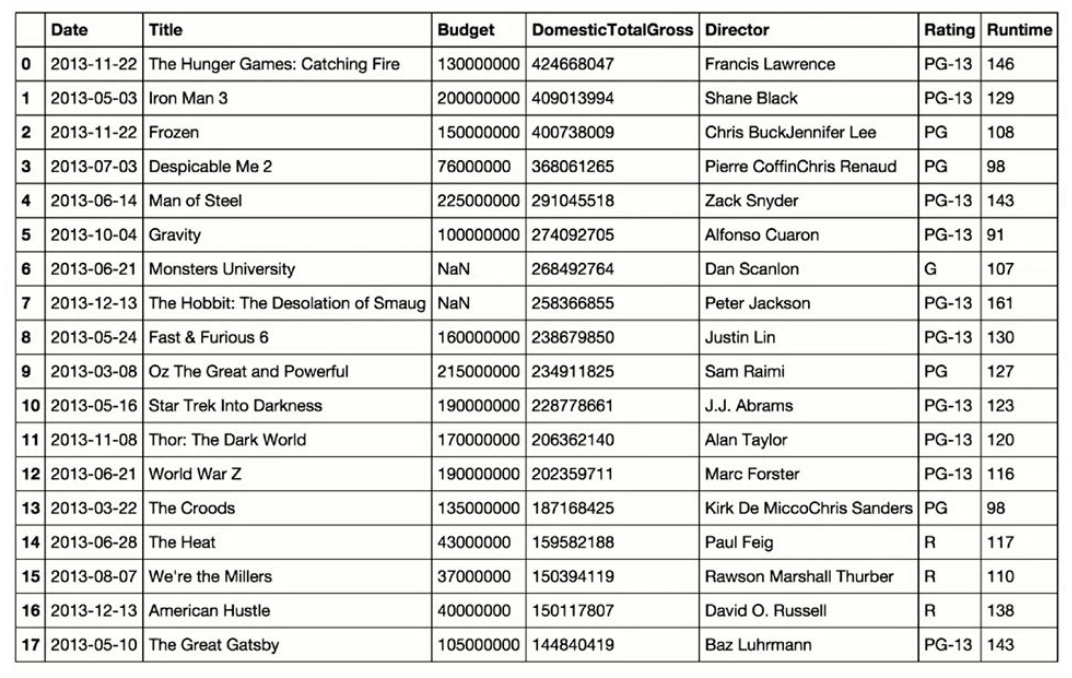 Date Title Budget DomesticTotalGross Director Rating Runtime
0 2013-11-22 The Hunger Games: Catching Fire 130000000 424668047 Francis Lawrence PG-13 146
1 2013-05-03 Iron Man 3 200000000 409013994 Shane Black PG-13 129
2 2013-11-22 Frozen 150000000 400738009 Chris BuckJennifer Lee PG 108
3 2013-07-03 Despicable Me 2 76000000 368061265 Pierre CoffinChris Renaud PG 98
4 2013-06-14 Man of Steel 225000000 291045518 Zack Snyder PG-13 143
5 2013-10-04 Gravity 100000000 274092705 Alfonso Cuaron PG-13 91
6 2013-06-21 Monsters University NaN 268492764 Dan Scanlon G 107
7 2013-12-13 The Hobbit: The Desolation of Smaug NaN 258366855 Peter Jackson PG-13 161
8 2013-05-24 Fast & Furious 6 160000000 238679850 Justin Lin PG-13 130
9 2013-03-08 Oz The Great and Powerful 215000000 234911825 Sam Raimi PG 127
10 2013-05-16 Star Trek Into Darkness 190000000 228778661 J.J. Abrams PG-13 123
11 2013-11-08 Thor: The Dark World 170000000 206362140 Alan Taylor PG-13 120
12 2013-06-21 World War Z 190000000 202359711 Marc Forster PG-13 116
13 2013-03-22 The Croods 135000000 187168425 Kirk De MiccoChris Sanders PG 98
14 2013-06-28 The Heat 43000000 159582188 Paul Feig R 117
15 2013-08-07 We're the Millers 37000000 150394119 Rawson Marshall Thurber R 110
16 2013-12-13 American Hustle 40000000 150117807 David O. Russell R 138
17 2013-05-10 The Great Gatsby 105000000 144840419 Baz Luhrmann PG-13 143